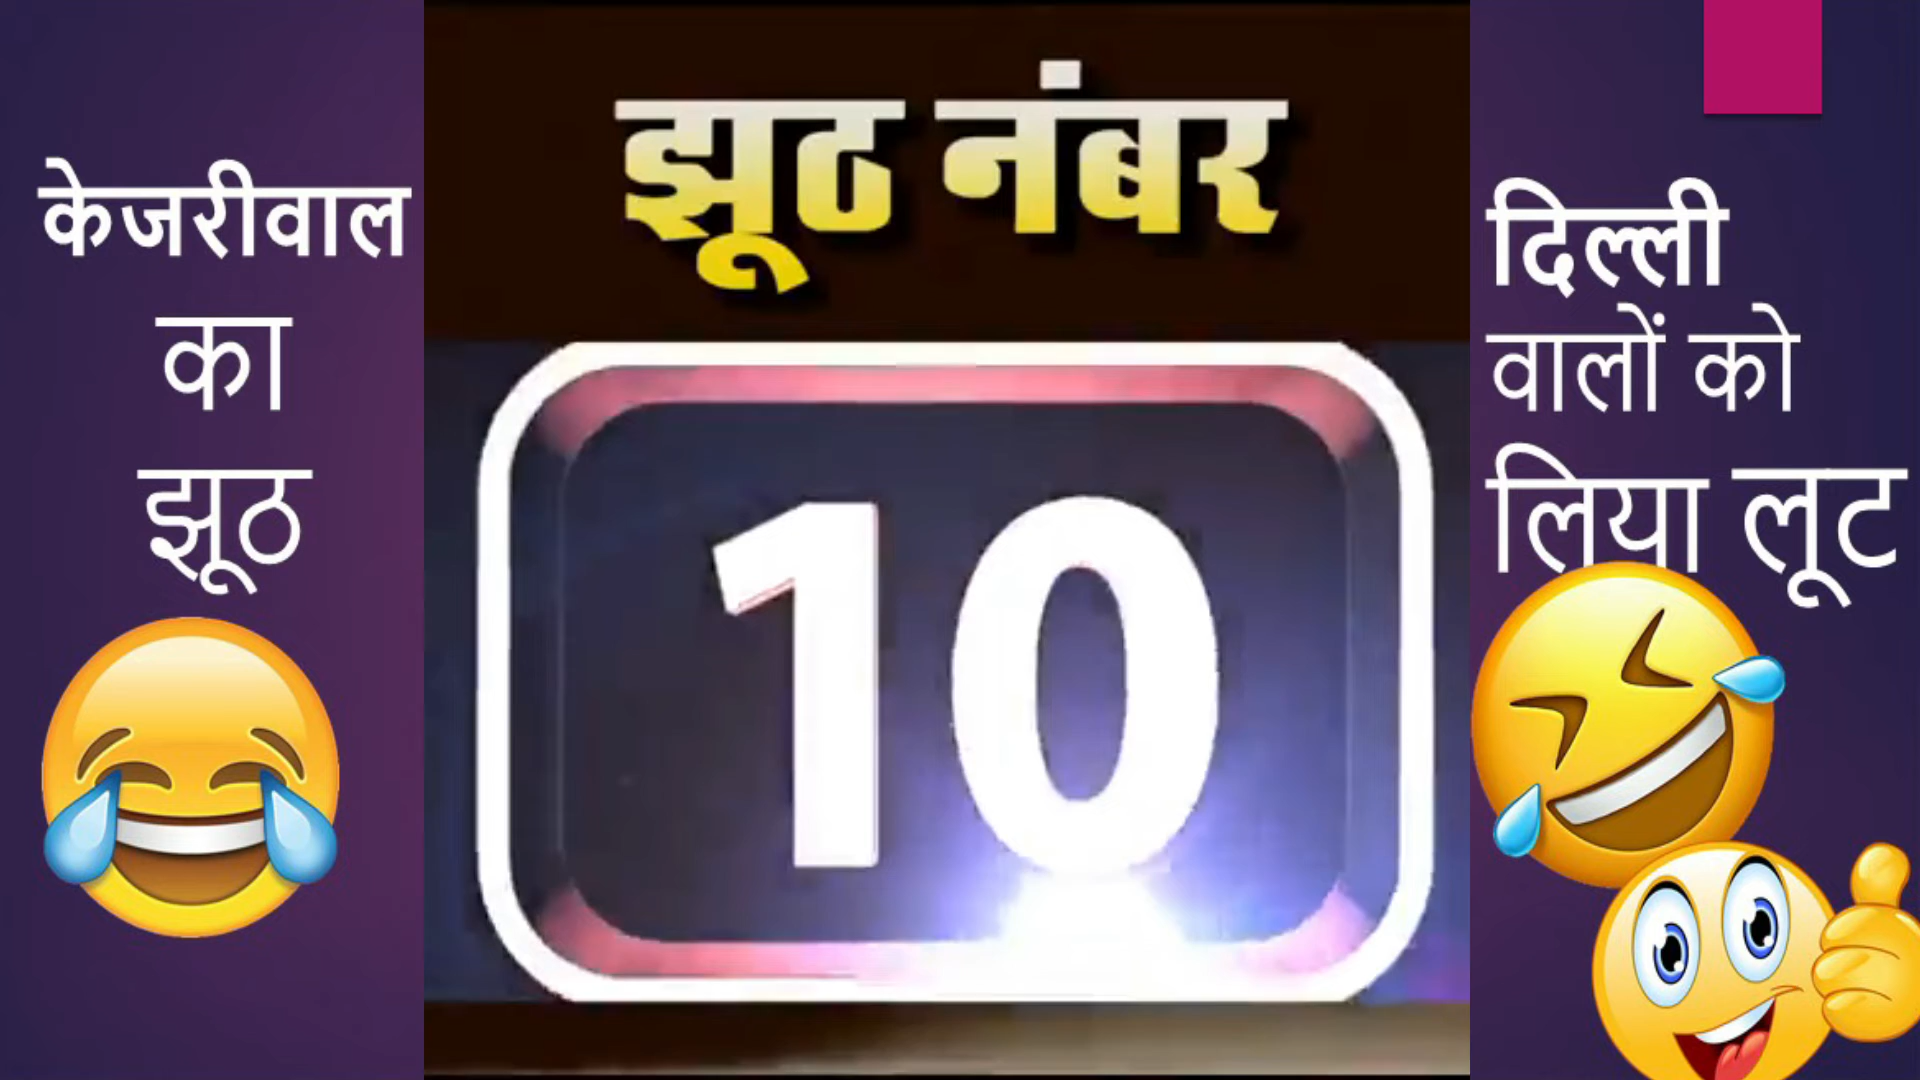 केजरीवाल
का
झूठ
झूठ नंबर
10
दिल्ली
वालों को
लिया लूट